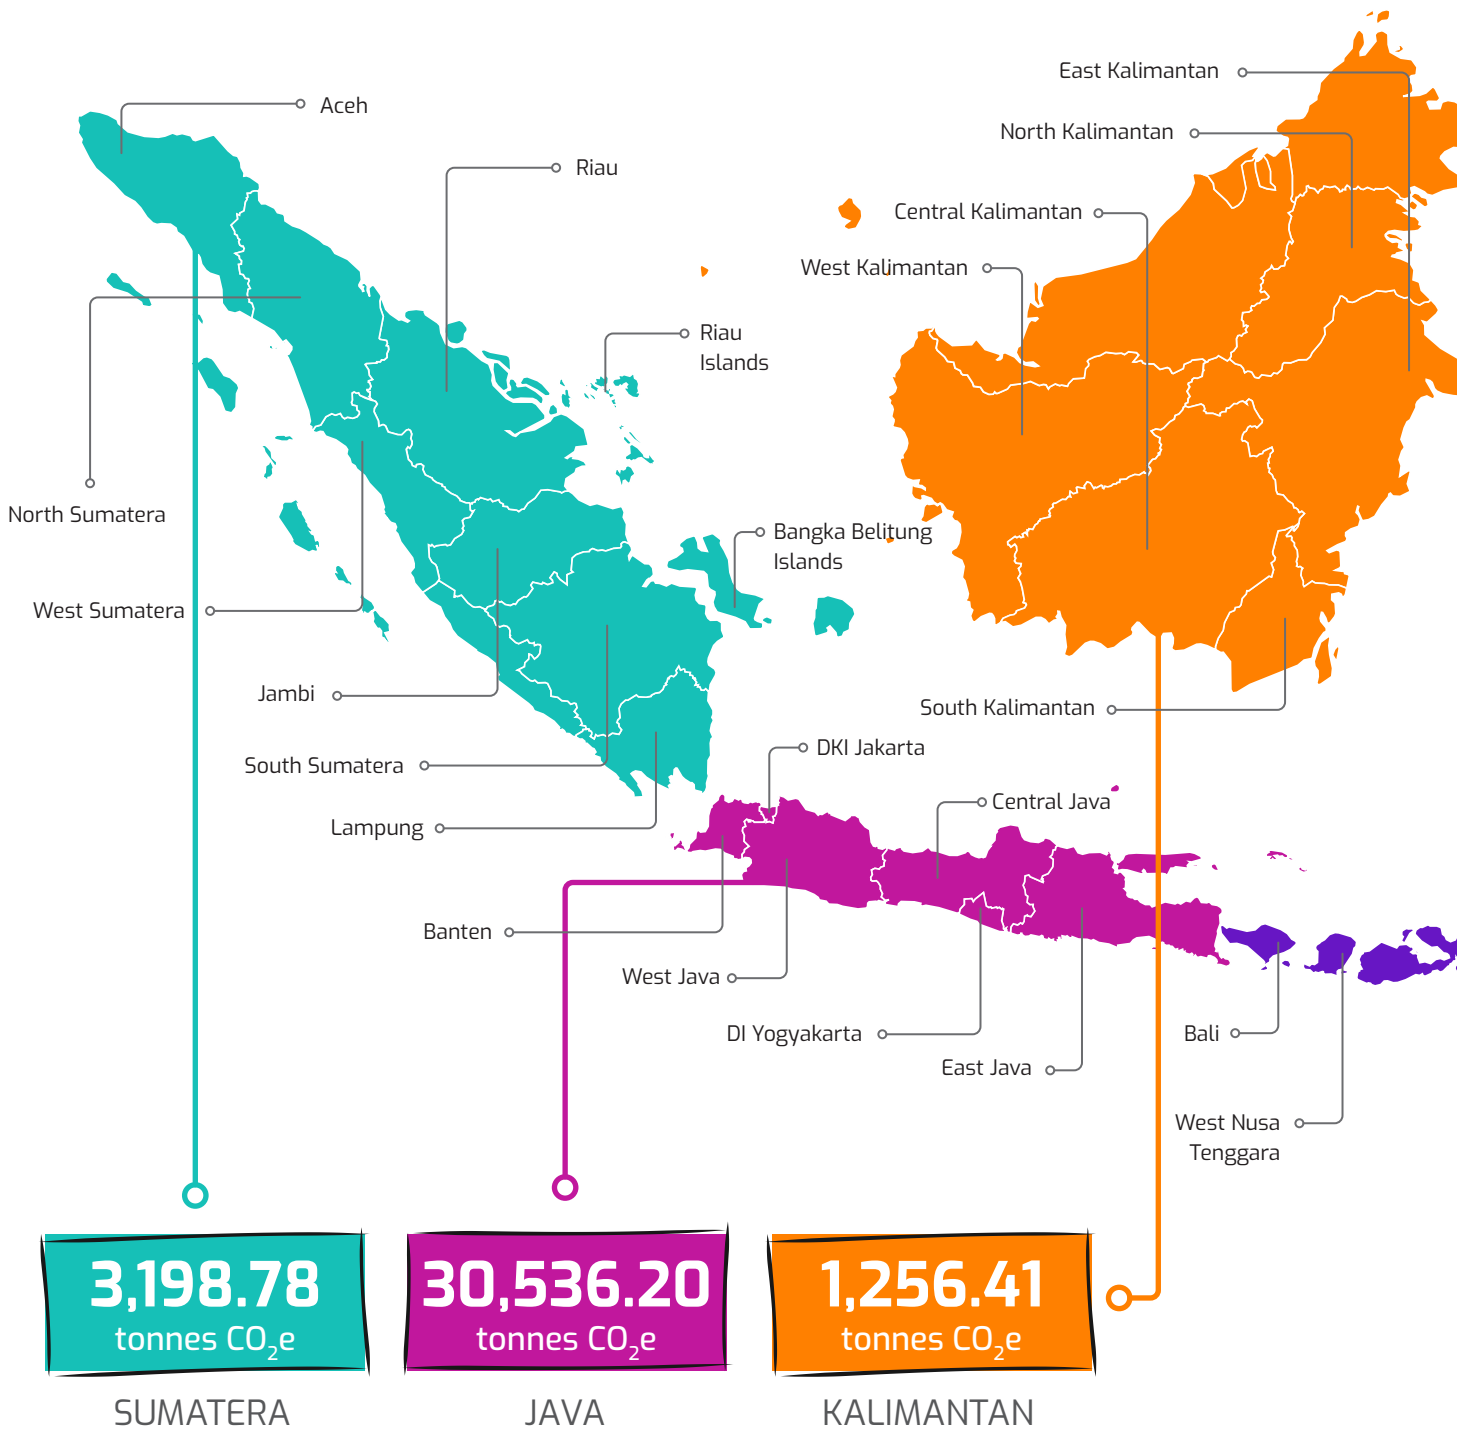 East Kalimantan
Aceh
North Kalimantan
Riau
Central Kalimantan
West Kalimantan
Riau
Islands
North Sumatera
Bangka Belitung
Islands
West Sumatera
Jambi
South Kalimantan
DKI Jakarta
South Sumatera
Central Java
Lampung
Banten
West Java
DI Yogyakarta
Bali
East Java
West Nusa
Tenggara
3,198.78
tonnes CO₂e
SUMATERA
30,536.20
tonnes CO₂e
JAVA
1,256.41
tonnes CO₂e
KALIMANTAN